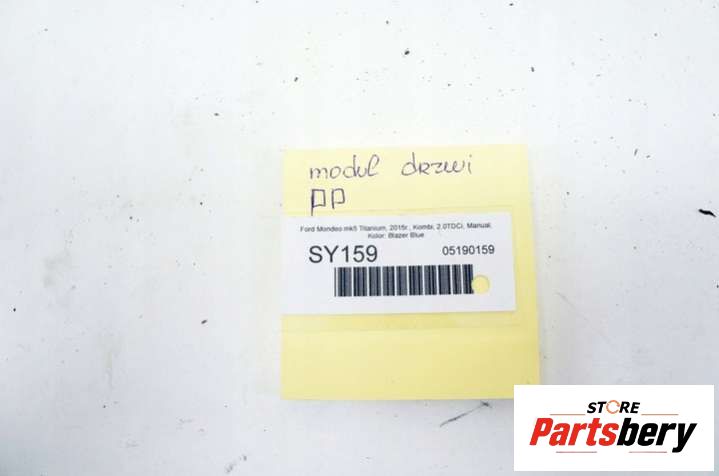 modul drzwi
PP
Ford Mondeo mk5 Titanium, 2015r., Kombi, 2.0TDCi, Manual,
Kolor: Blazer Blue
SY159 05190159
STORE
Partsbery